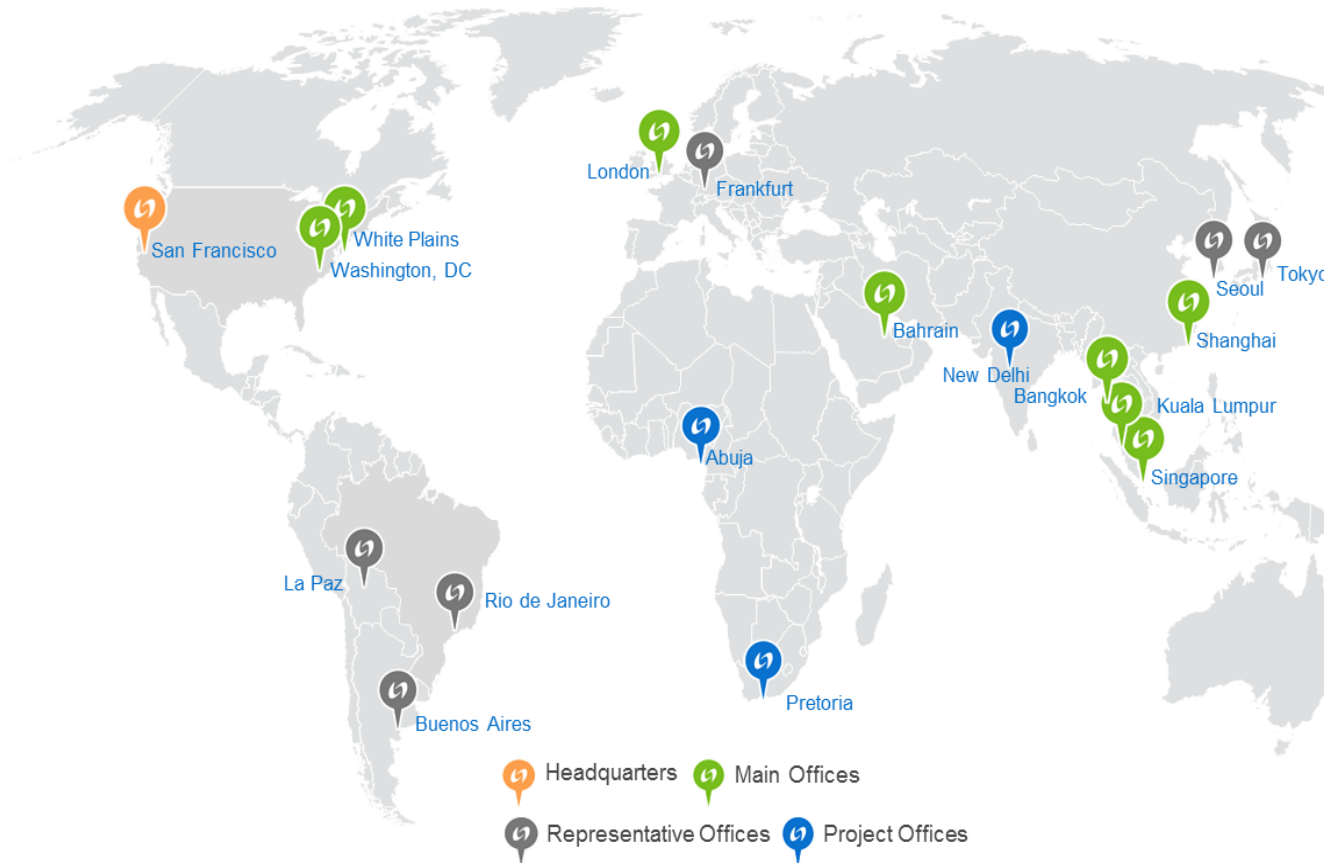 London
Frankfurt
White Plains
San Francisco
Washington, DC
Seoul
Tokyo
Bahrain
Shanghai
New Delhi
Bangkok
Kuala Lumpur
Abuja
Singapore
La Paz
Rio de Janeiro
Pretoria
Buenos Aires
Headquarters
Main Offices
Representative Offices
Project Offices